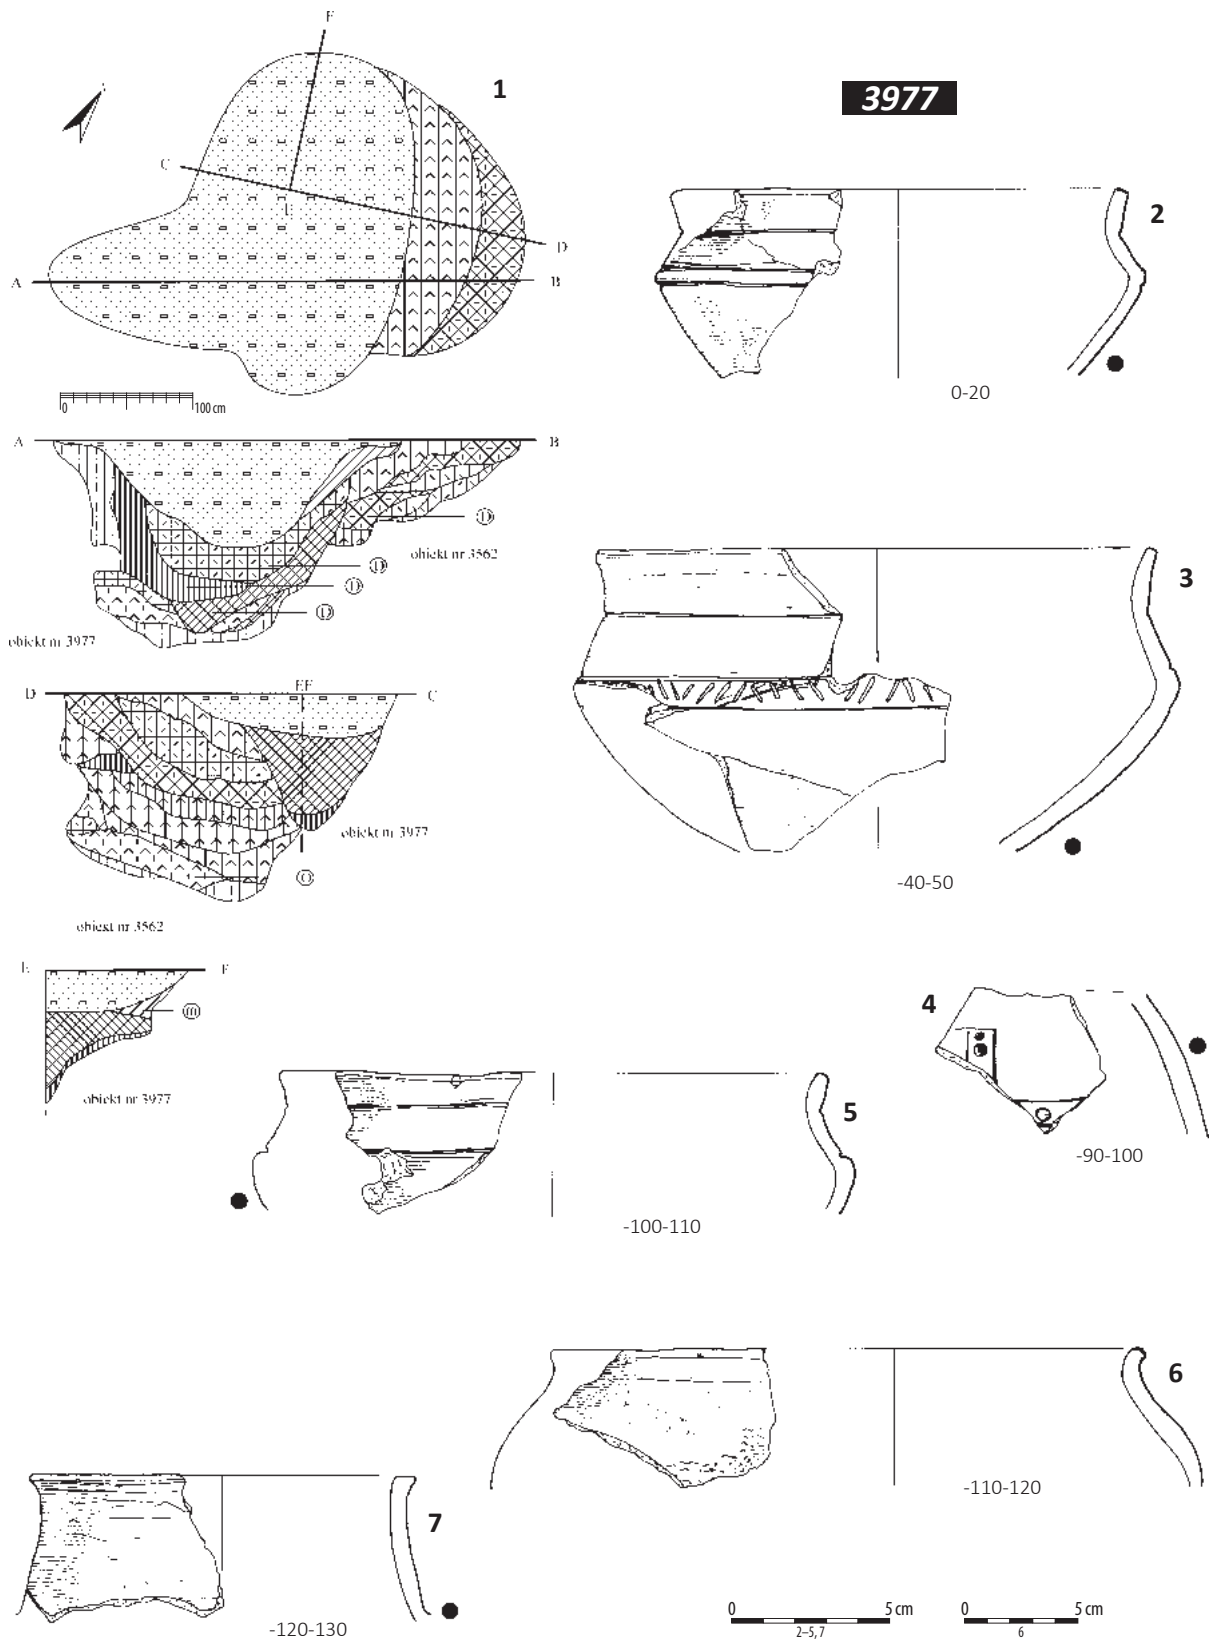 F
1
3977
C
2
D
A
B
0-20
0
100 cm
A
B
obiekt nr 3562
3
obiekt nr 3977
D
EF
C
obiekt nr 3977
-40-50
obiekt nr 3562
E
F
4
m
obiekt nr 3977
5
-90-100
-100-110
6
-110-120
7
0
5 cm
0
5 cm
2–5, 7
6
-120-130